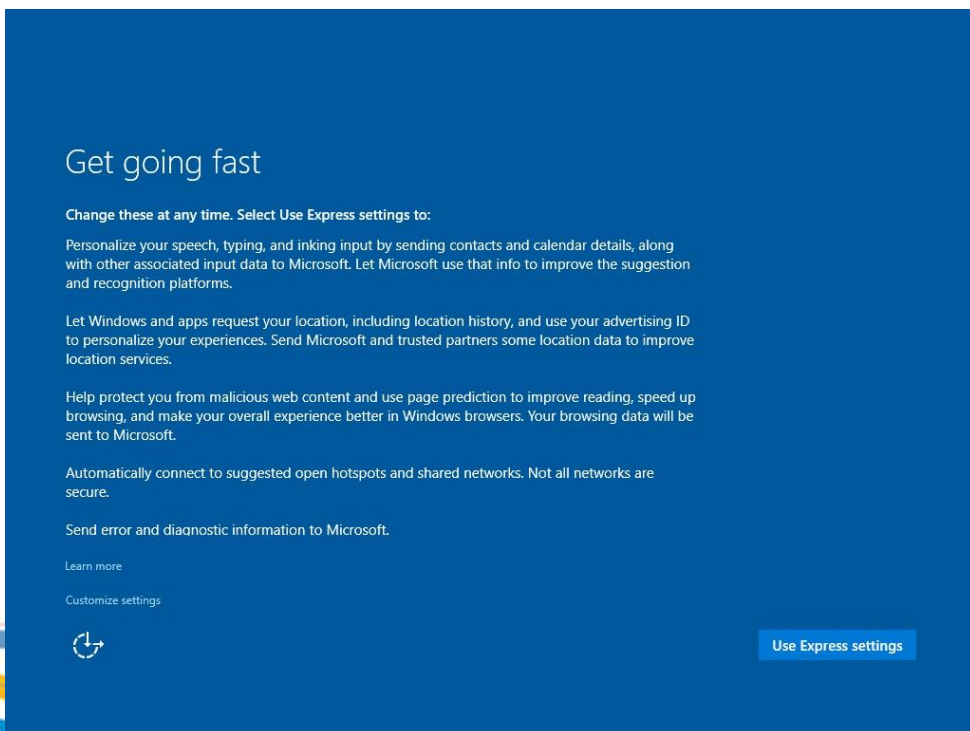 Get going fast
Change these at any time. Select Use Express settings to:
Personalize your speech, typing, and inking input by sending contacts and calendar details, along
with other associated input data to Microsoft. Let Microsoft use that info to improve the suggestion
and recognition platforms.
Let Windows and apps request your location, including location history, and use your advertising ID
to personalize your experiences. Send Microsoft and trusted partners some location data to improve
location services.
Help protect you from malicious web content and use page prediction to improve reading, speed up
browsing, and make your overall experience better in Windows browsers. Your browsing data will be
sent to Microsoft.
Automatically connect to suggested open hotspots and shared networks. Not all networks are
secure.
Send error and diagnostic information to Microsoft.
Learn more
Customize settings
Use Express settings